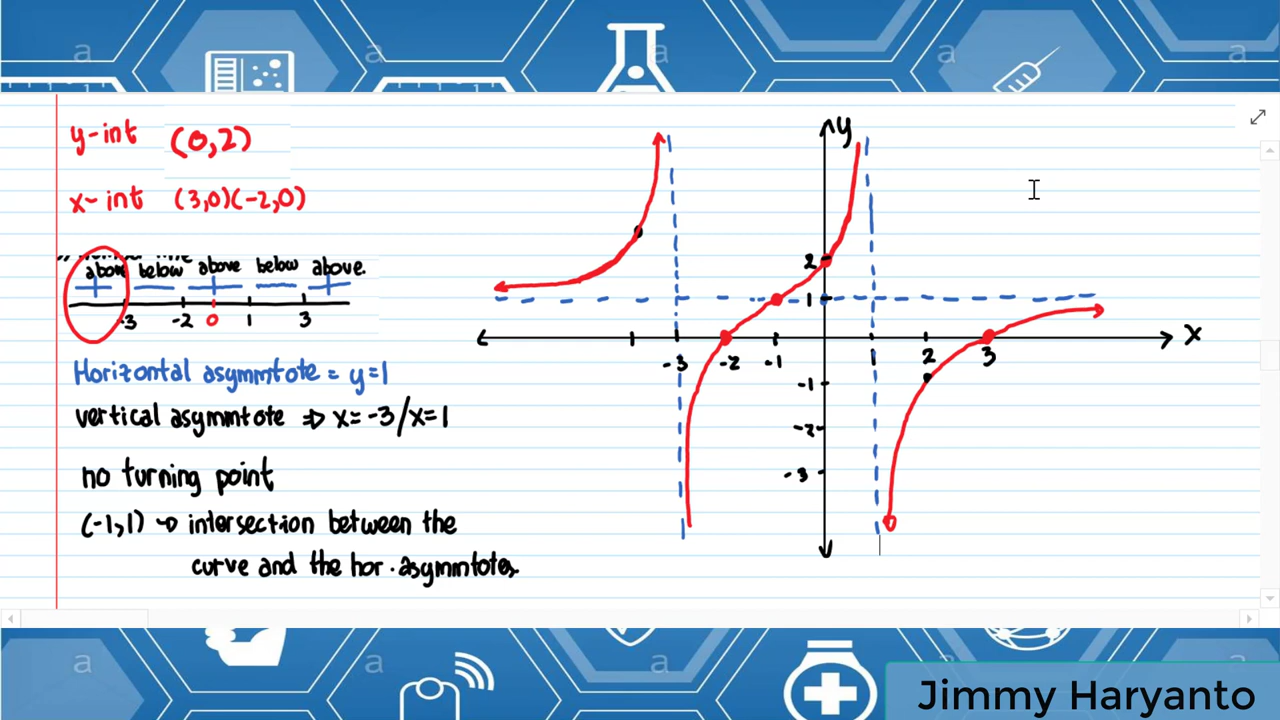 y-int (0,2)
x-int (3,0)(-2,0)
above below above below above.
+ − + − +
-3 -2 0 1 3
Horizontal asymmtote = y=1
vertical asymmtote => x=-3/x=1
no turning point
(-1,1) → intersection between the
curve and the hor. asymmtotes.
y
2
1
x
-3 -2 -1 1 2 3
-1
-2
-3
a a a a
a a a
Jimmy Haryanto